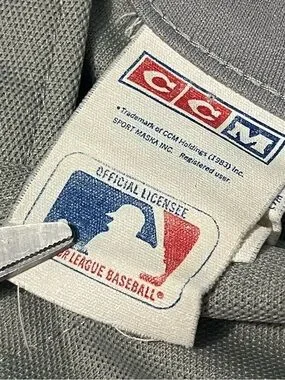 CCM
• Trademark of CCM Holdings (1983) Inc.
SPORT MASKA INC. Registered user
OFFICIAL LICENSEE
LEAGUE BASEBALL®